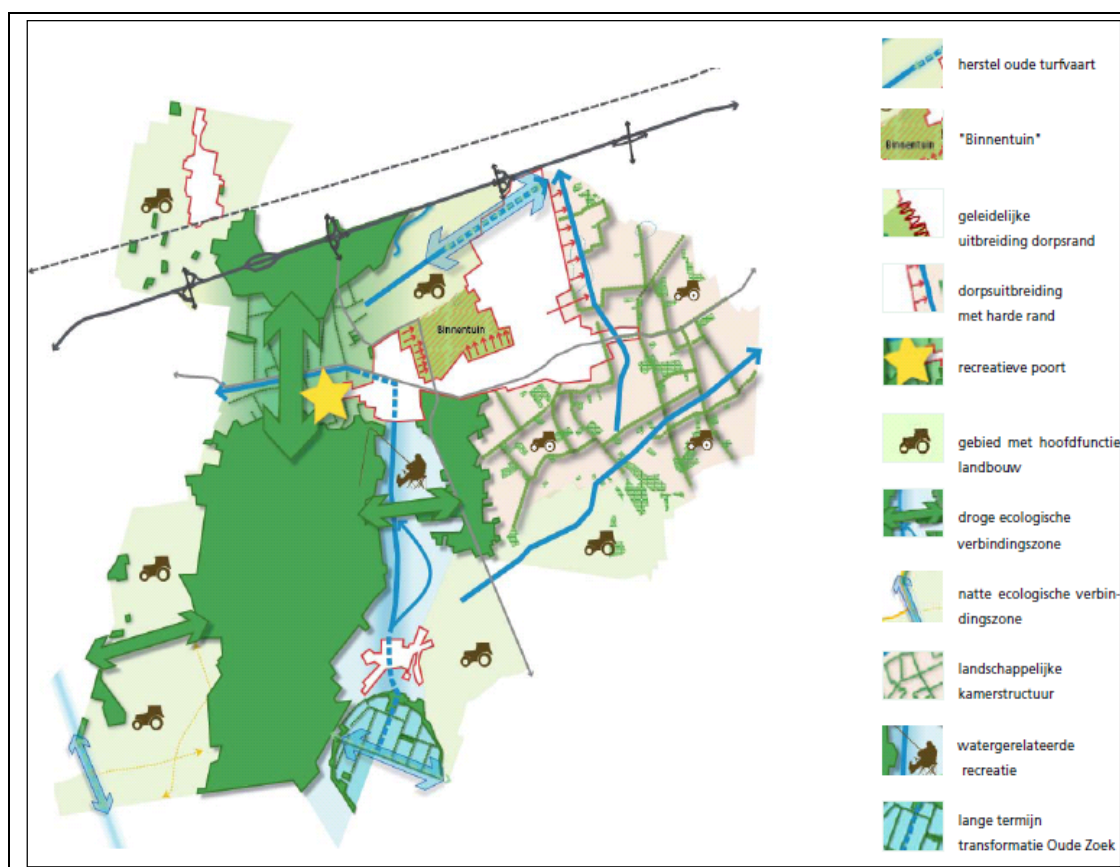 herstel oude turfvaart
Binnentuin
"Binnentuin"
geleidelijke
uitbreiding dorpsrand
dorpsuitbreiding
met harde rand
recreatieve poort
Binnentuin
gebied met hoofdfunctie
landbouw
droge ecologische
verbindingszone
natte ecologische verbin-
dingszone
landschappelijke
kamerstructuur
watergerelateerde
recreatie
lange termijn
transformatie Oude Zoek